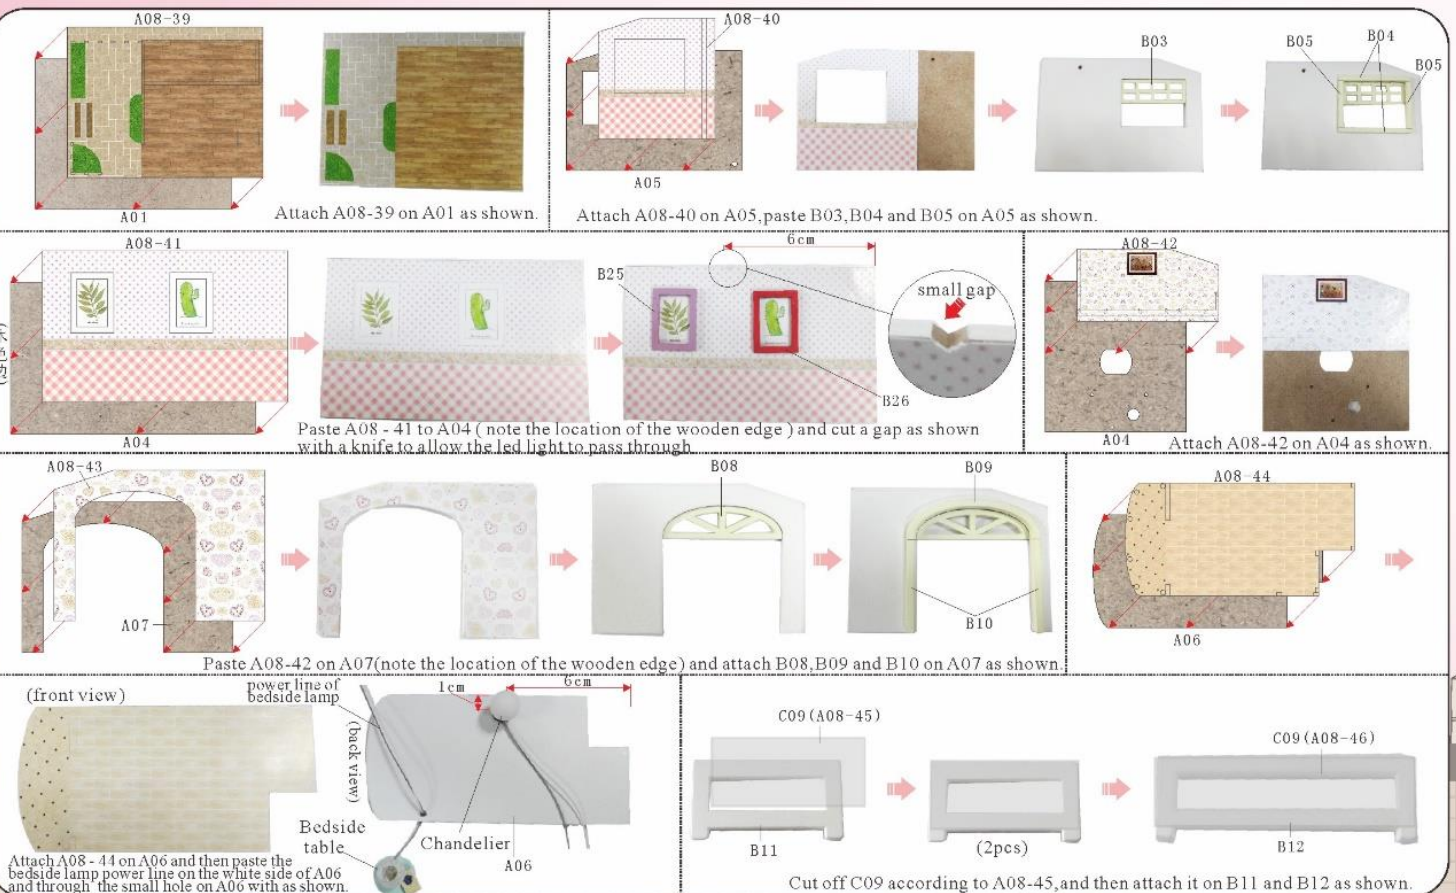 A08-39
A01
Attach A08-39 on A01 as shown.
A08-40
A05
B03
B05
B04
B05
Attach A08-40 on A05,paste B03,B04 and B05 on A05 as shown.
A08-41
A04
B25
6cm
small gap
B26
Paste A08 - 41 to A04 ( note the location of the wooden edge ) and cut a gap as shown
with a knife to allow the led light to pass through
A08-42
A04
Attach A08-42 on A04 as shown.
A08-43
A07
B08
B09
B10
Paste A08-42 on A07(note the location of the wooden edge) and attach B08,B09 and B10 on A07 as shown.
A08-44
A06
(front view)
Attach A08 - 44 on A06 and then paste the
bedside lamp power line on the white side of A06
and through the small hole on A06 with as shown.
power line of
bedside lamp
(back view)
1cm
6cm
Bedside
table
Chandelier
A06
C09(A08-45)
B11
(2pcs)
C09(A08-46)
B12
Cut off C09 according to A08-45,and then attach it on B11 and B12 as shown.